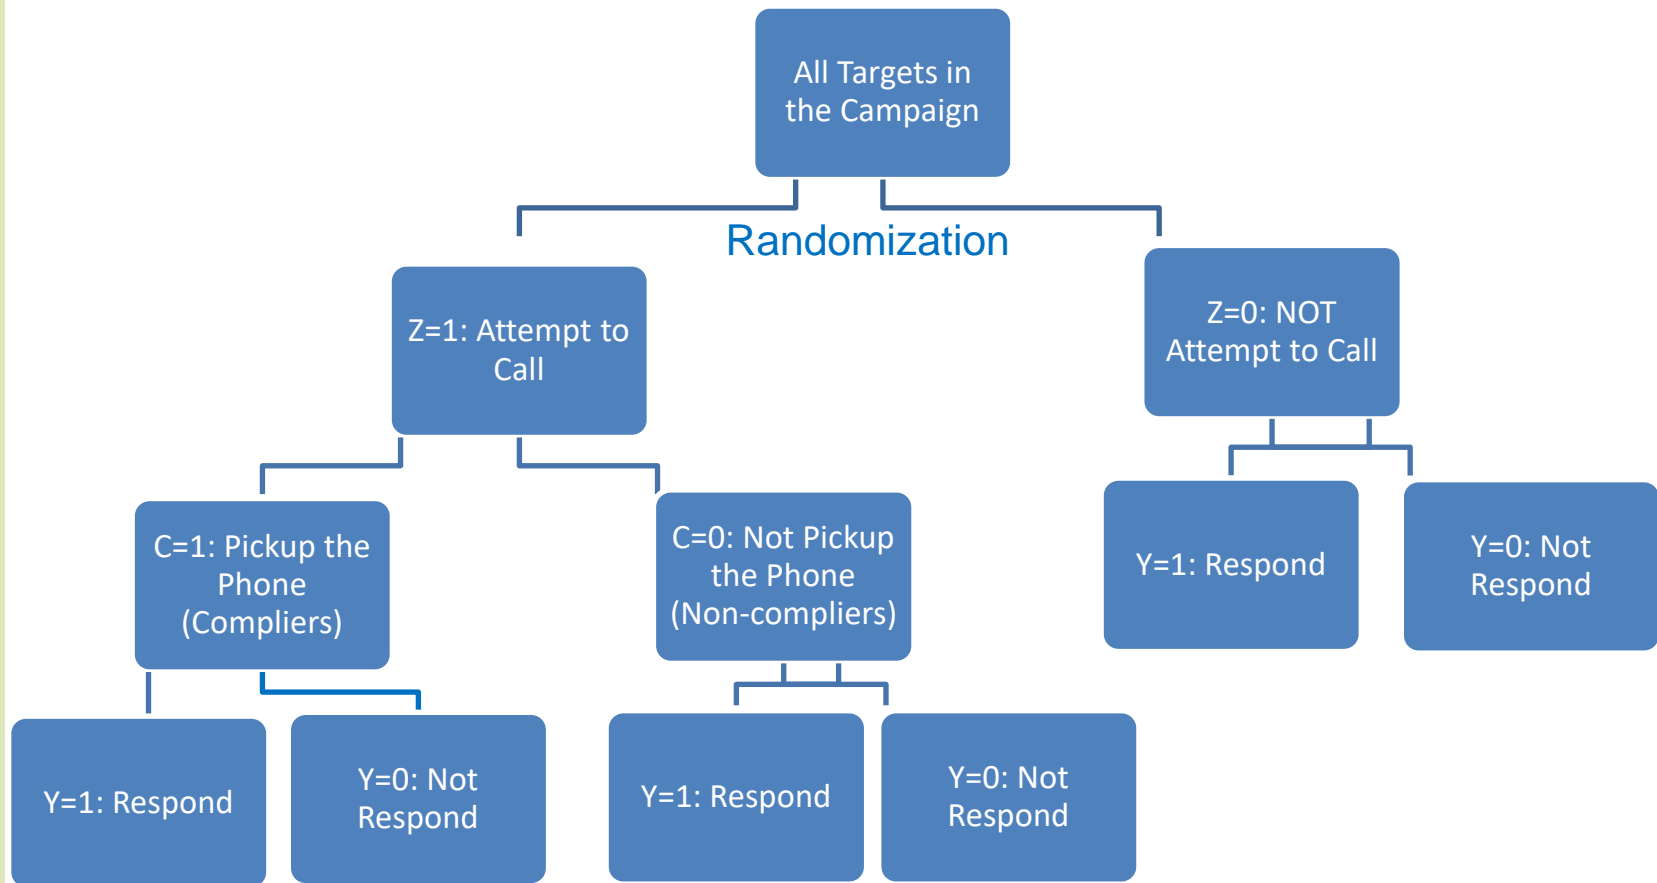 All Targets in
the Campaign
Randomization
Z=1: Attempt to
Call
Z=0: NOT
Attempt to Call
C=1: Pickup the
Phone
(Compliers)
C=0: Not Pickup
the Phone
(Non-compliers)
Y=1: Respond
Y=0: Not
Respond
Y=1: Respond
Y=0: Not
Respond
Y=1: Respond
Y=0: Not
Respond